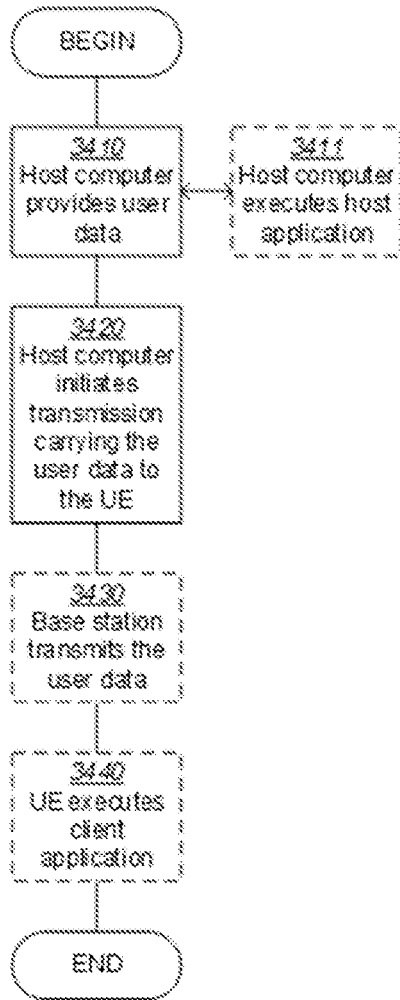 BEGIN
3410
Host computer
provides user
data
3411
Host computer
executes host
application
3420
Host computer
initiates
transmission
carrying the
user data to
the UE
3430
Base station
transmits the
user data
3440
UE executes
client
application
END